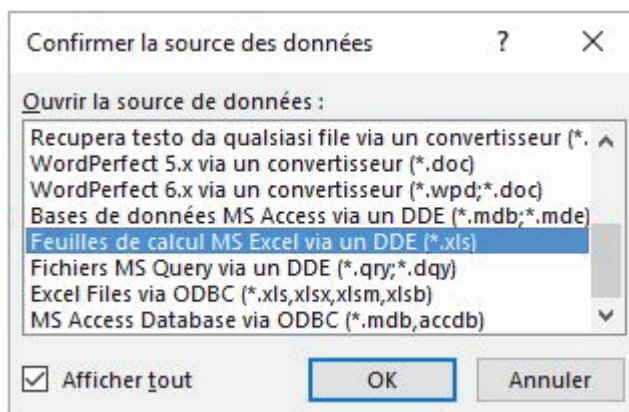 Confirmer la source des données
Ouvrir la source de données :
Recupera testo da qualsiasi file via un convertisseur (*.
WordPerfect 5.x via un convertisseur (*.doc)
WordPerfect 6.x via un convertisseur (*.wpd;*.doc)
Bases de données MS Access via un DDE (*.mdb;*.mde)
Feuilles de calcul MS Excel via un DDE (*.xls)
Fichiers MS Query via un DDE (*.qry;*.dqy)
Excel Files via ODBC (*.xls,xlsx,xlsm,xlsb)
MS Access Database via ODBC (*.mdb,accdb)
Afficher tout OK Annuler